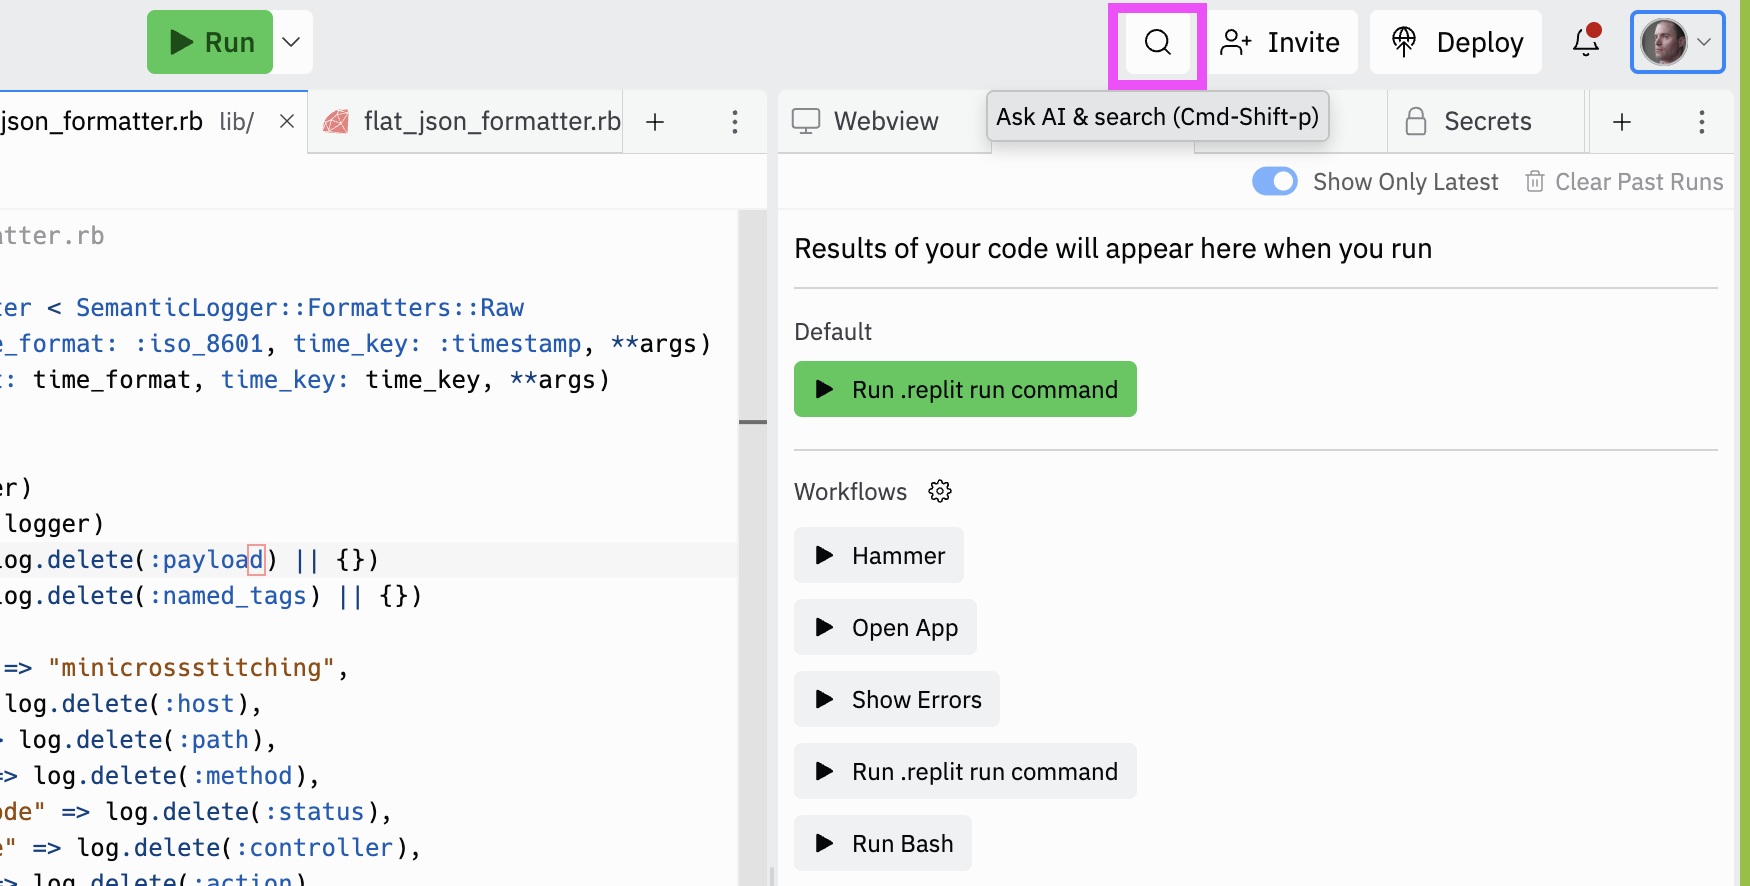 Run
Invite
Deploy
json_formatter.rb lib/
flat_json_formatter.rb
Webview
Ask AI & search (Cmd-Shift-p)
Secrets
Show Only Latest
Clear Past Runs
atter.rb
ter < SemanticLogger::Formatters::Raw
e_format: :iso_8601, time_key: :timestamp, **args)
t: time_format, time_key: time_key, **args)
er)
logger)
log.delete(:payload) || {})
log.delete(:named_tags) || {})
=> "minicrossstitching",
log.delete(:host),
> log.delete(:path),
=> log.delete(:method),
ode" => log.delete(:status),
e" => log.delete(:controller),
=> log.delete(:action)
Results of your code will appear here when you run
Default
Run .replit run command
Workflows
Hammer
Open App
Show Errors
Run .replit run command
Run Bash